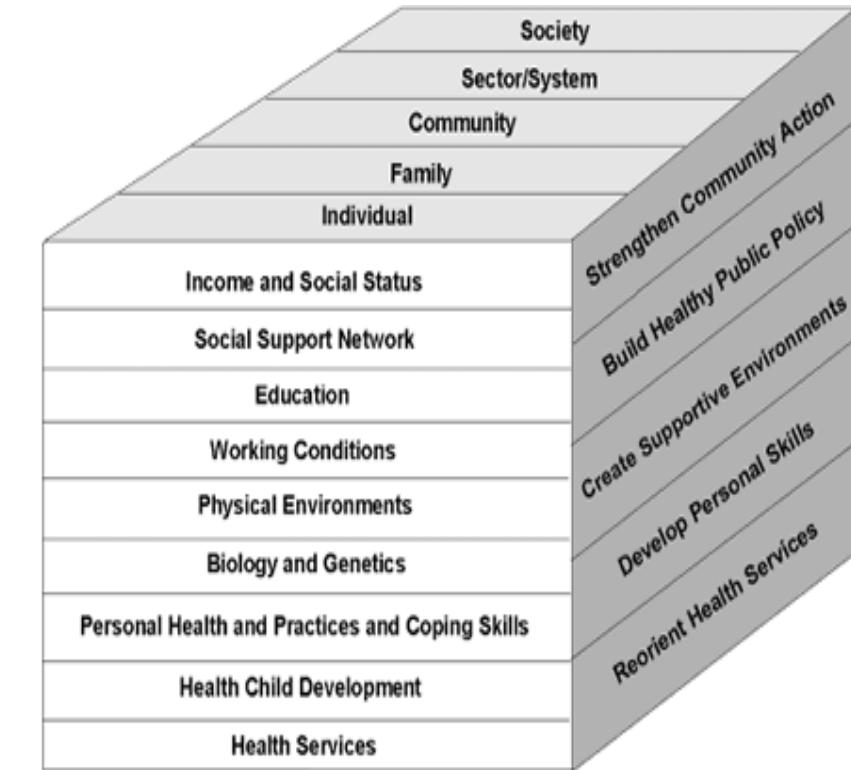 Society
Sector/System
Community
Family
Individual
Income and Social Status
Social Support Network
Education
Working Conditions
Physical Environments
Biology and Genetics
Personal Health and Practices and Coping Skills
Health Child Development
Health Services
Strengthen Community Action
Build Healthy Public Policy
Create Supportive Environments
Develop Personal Skills
Reorient Health Services